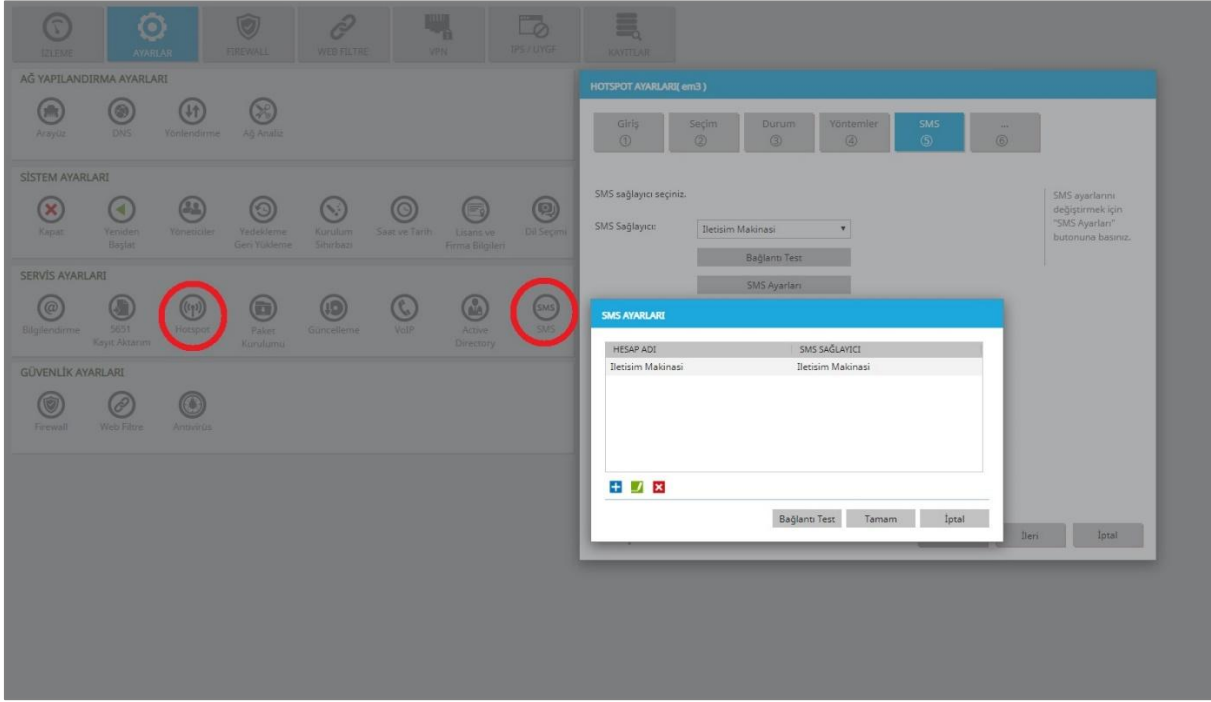 İZLEME
AYARLAR
FIREWALL
WEB FILTRE
VPN
IPS / UYGF
KAYITLAR
AĞ YAPILANDIRMA AYARLARI
Arayüz
DNS
Yönlendirme
Ağ Analiz
SİSTEM AYARLARI
Kapat
Yeniden
Başlat
Yöneticiler
Yedekleme
Geri Yükleme
Kurulum
Sihirbazı
Saat ve Tarih
Lisans ve
Firma Bilgileri
Dil Seçimi
SERVİS AYARLARI
@
Bilgilendirme
5651
Kayıt Aktarımı
Hotspot
Paket
Kurulumu
Güncelleme
VoIP
Active
Directory
SMS
SMS
GÜVENLİK AYARLARI
Firewall
Web Filtre
Antivirüs
HOTSPOT AYARLARI( em3 )
Giriş
①
Seçim
②
Durum
③
Yöntemler
④
SMS
⑤
...
⑥
SMS sağlayıcı seçiniz.
SMS Sağlayıcı:
Iletisim Makinasi
Bağlantı Test
SMS Ayarları
SMS ayarlarını
değiştirmek için
"SMS Ayarları"
butonuna basınız.
SMS AYARLARI
HESAP ADI SMS SAĞLAYICI
Iletisim Makinasi Iletisim Makinasi
Bağlantı Test Tamam İptal
İleri İptal